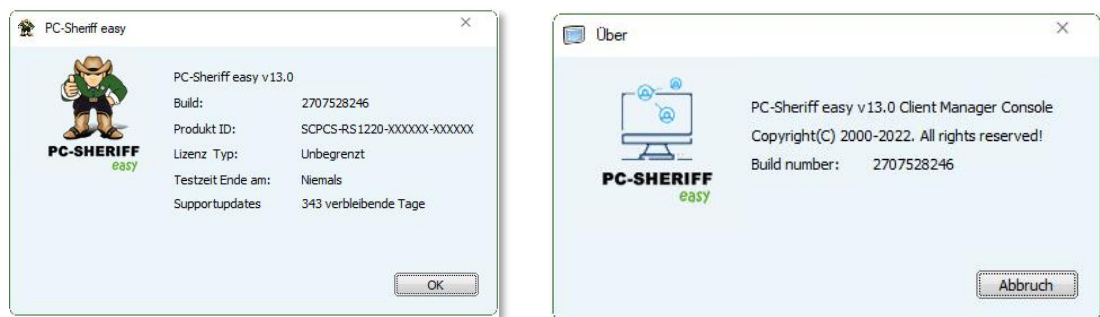 PC-Sheriff easy
PC-SHERIFF
easy
PC-Sheriff easy v13.0
Build: 2707528246
Produkt ID: SCPCS-RS1220-XXXXXX-XXXXXX
Lizenz Typ: Unbegrenzt
Testzeit Ende am: Niemals
Supportupdates 343 verbleibende Tage
OK
Über
PC-SHERIFF
easy
PC-Sheriff easy v13.0 Client Manager Console
Copyright(C) 2000-2022. All rights reserved!
Build number: 2707528246
Abbruch